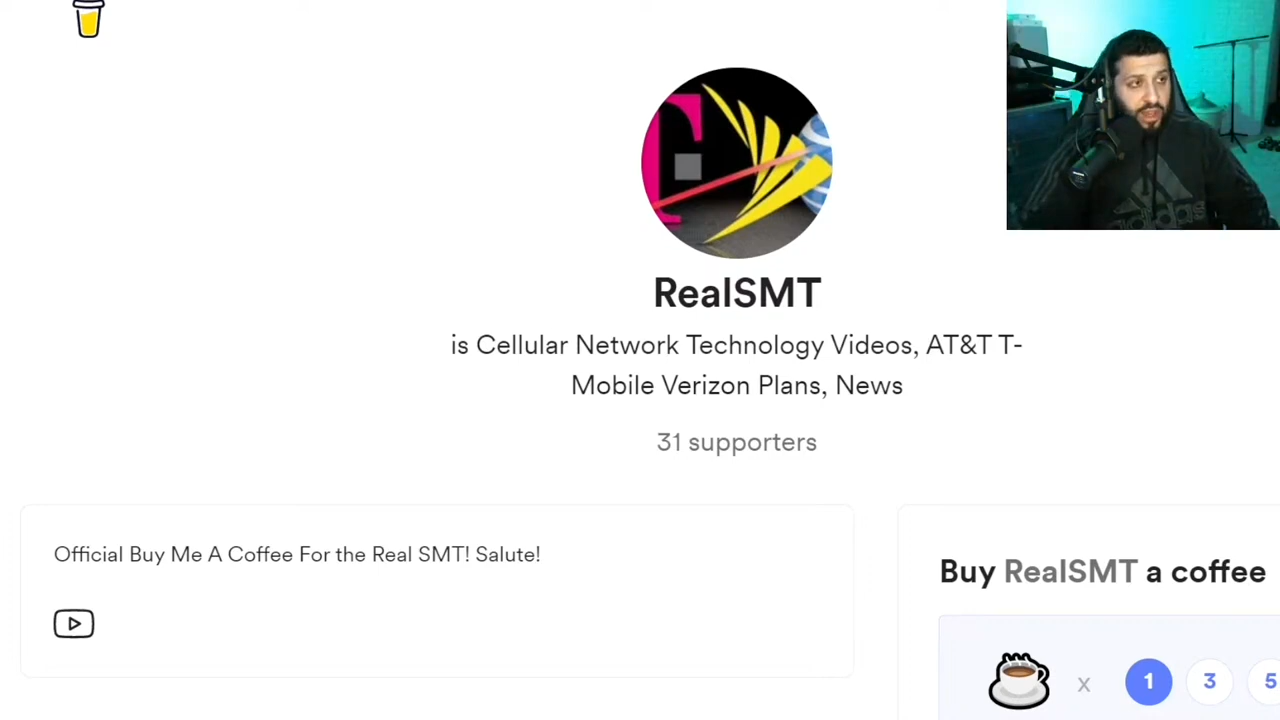 RealSMT
is Cellular Network Technology Videos, AT&T T-
Mobile Verizon Plans, News
31 supporters
Official Buy Me A Coffee For the Real SMT! Salute!
Buy RealSMT a coffee
x 1 3 5
adidas